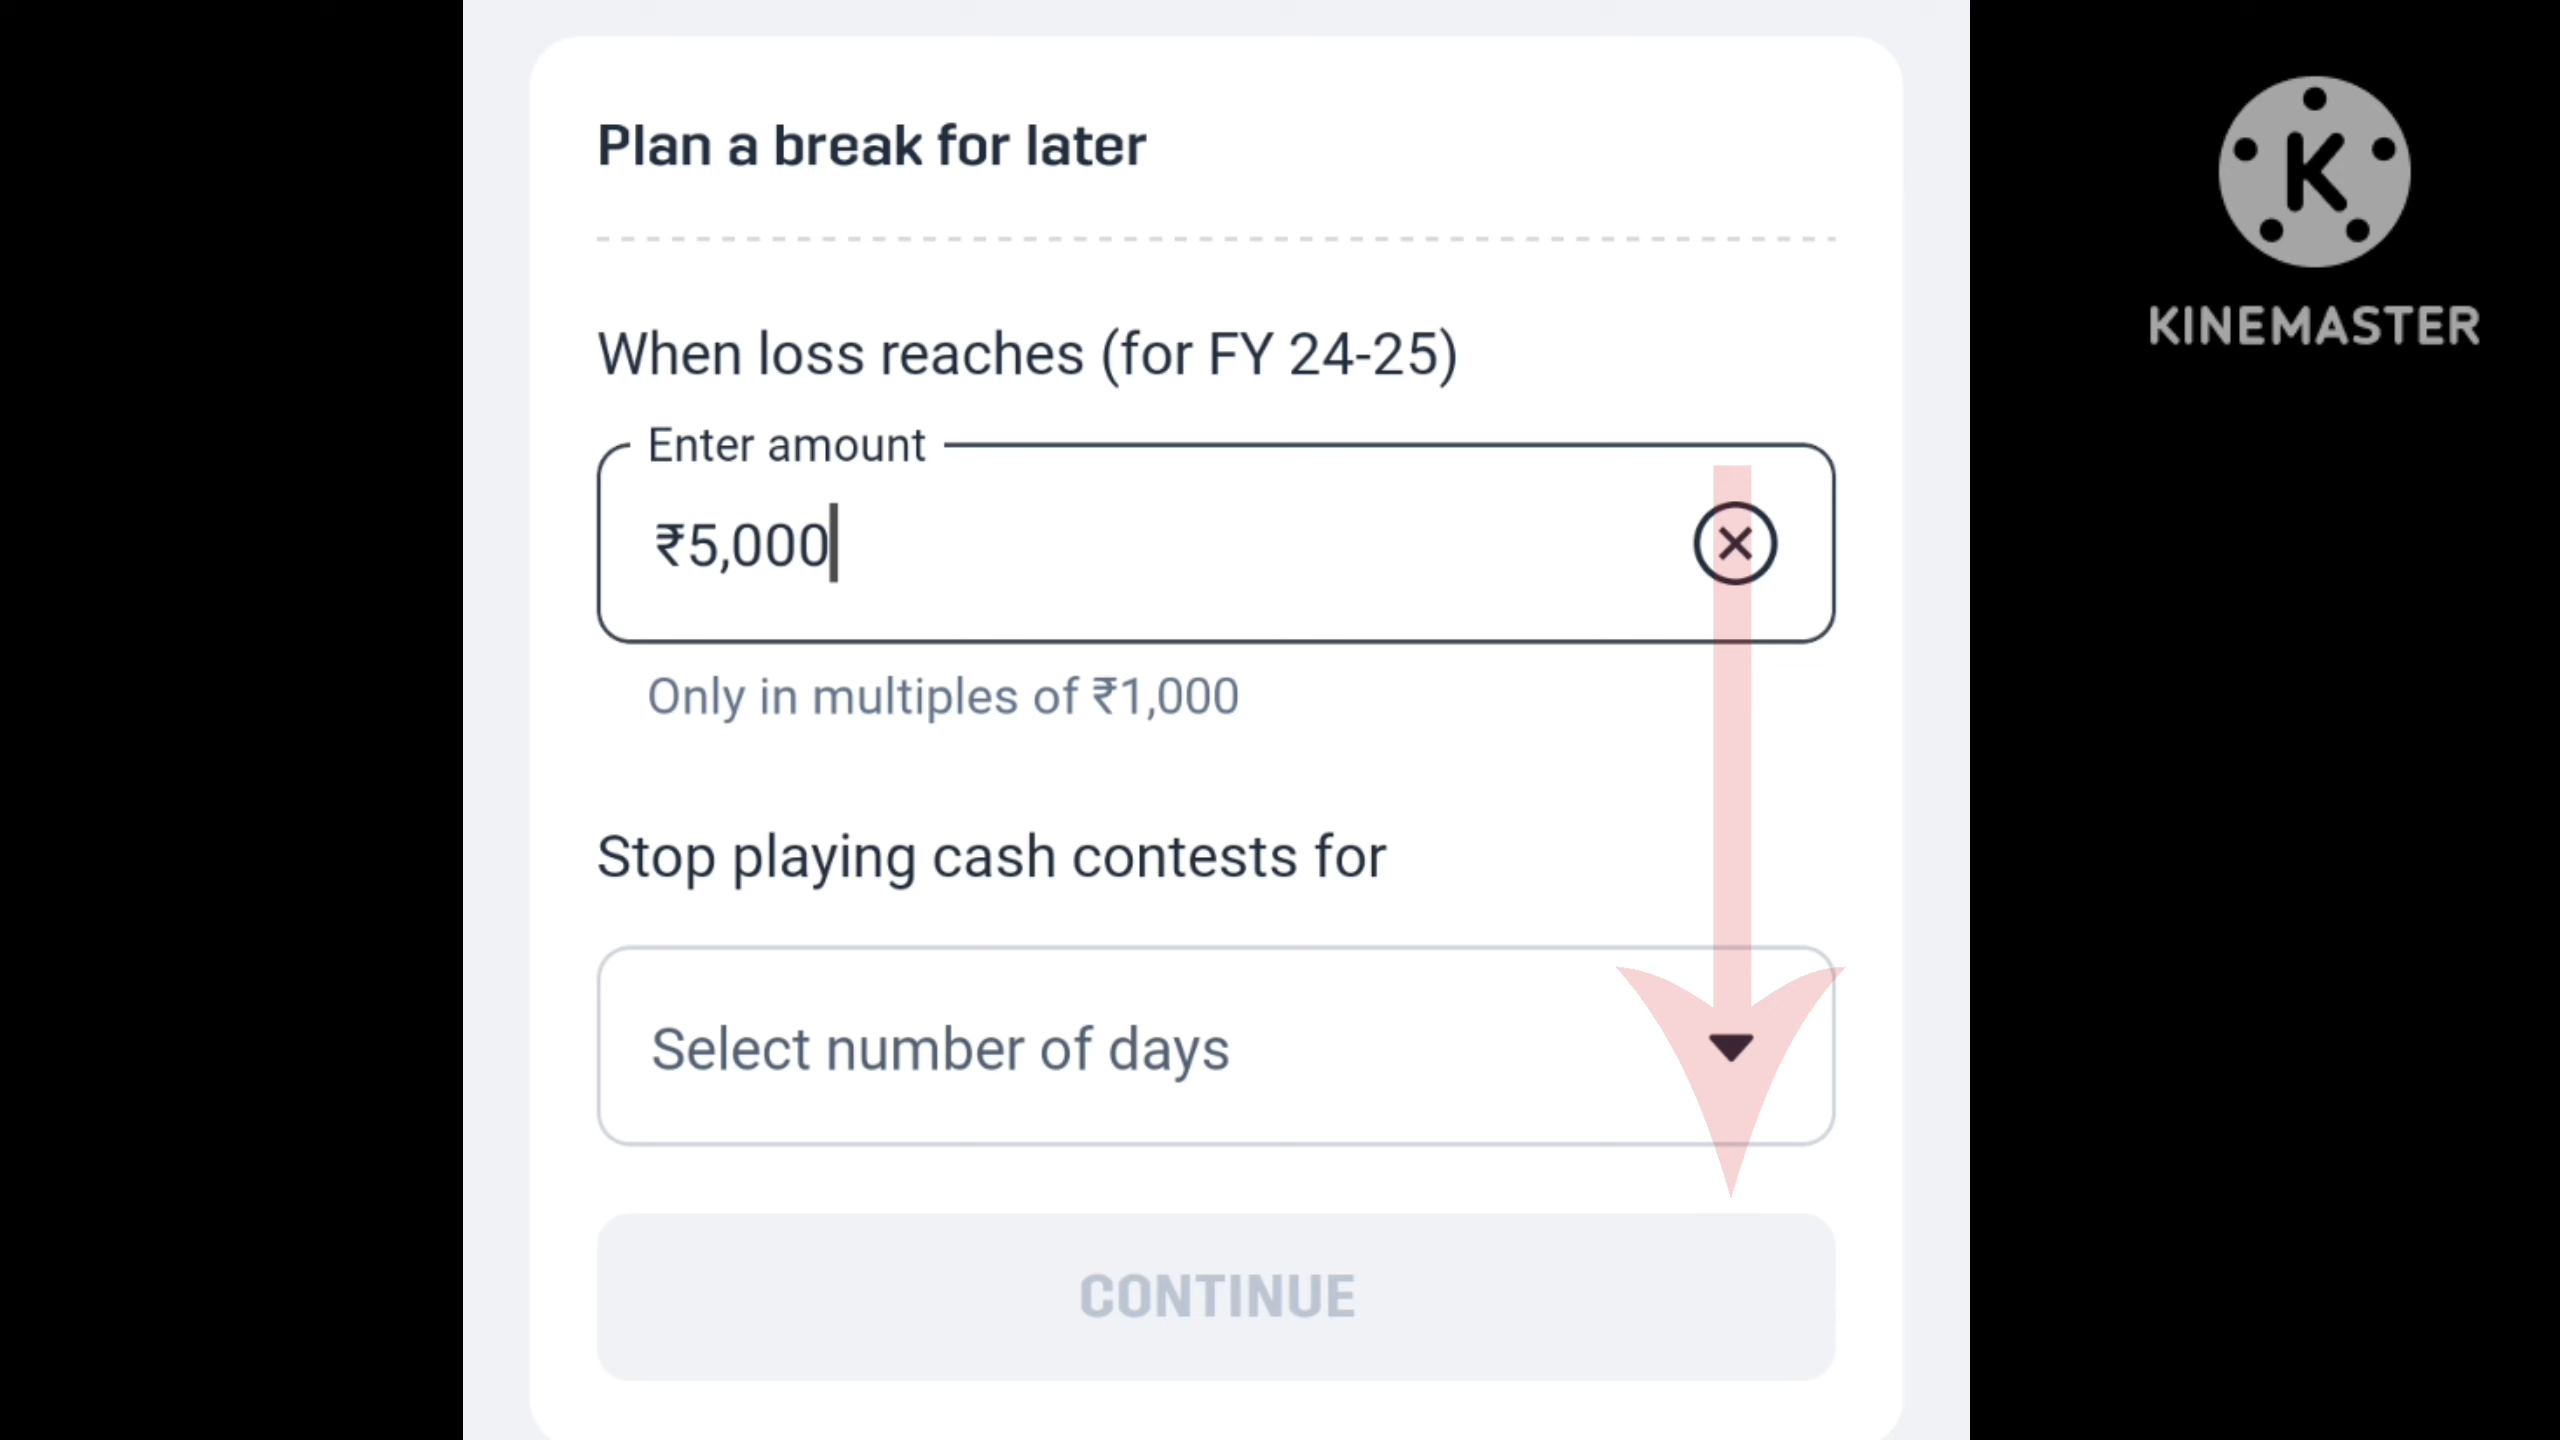 Plan a break for later
When loss reaches (for FY 24-25)
Enter amount
₹5,000
Only in multiples of ₹1,000
Stop playing cash contests for
Select number of days
CONTINUE
K
KINEMASTER